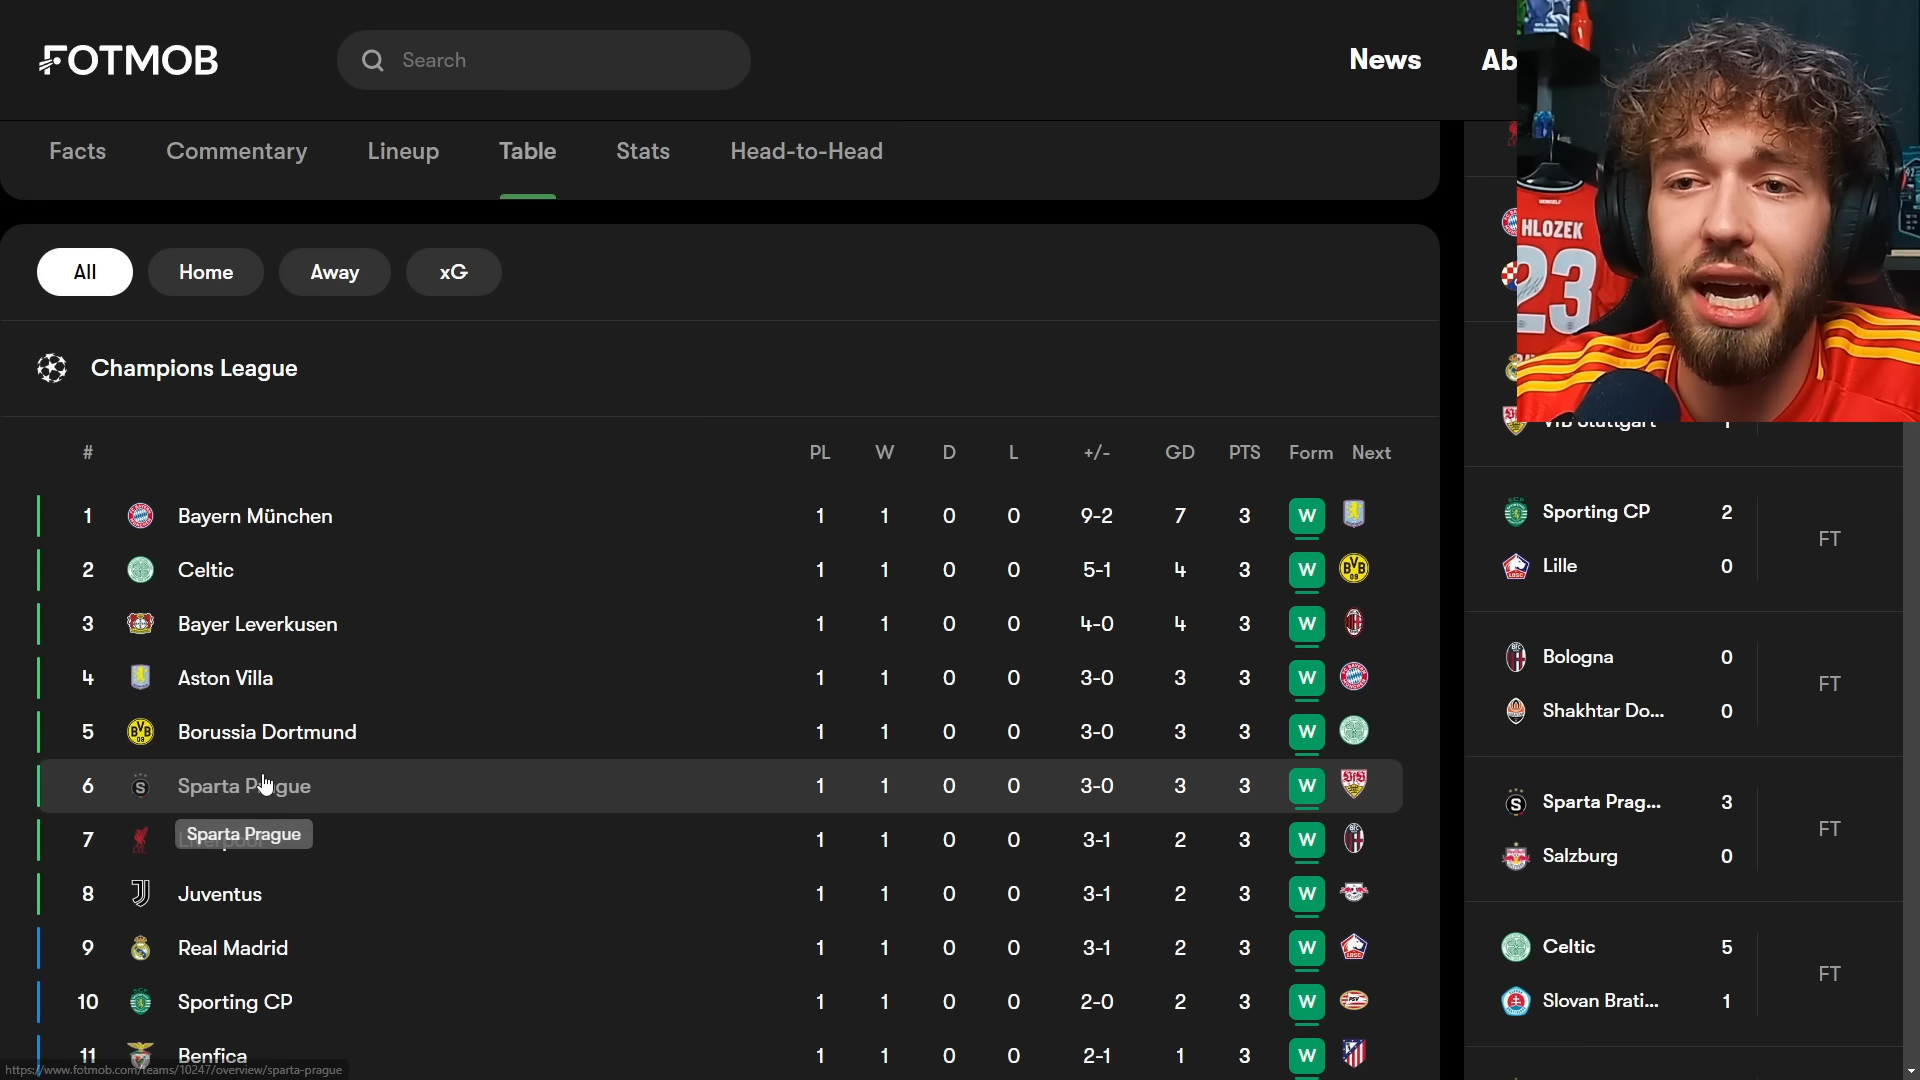 FOTMOB
Search
News
Ab
Facts
Commentary
Lineup
Table
Stats
Head-to-Head
All
Home
Away
xG
Champions League
# PL W D L +/- GD PTS Form Next
1 Bayern München 1 1 0 0 9-2 7 3 W
2 Celtic 1 1 0 0 5-1 4 3 W
3 Bayer Leverkusen 1 1 0 0 4-0 4 3 W
4 Aston Villa 1 1 0 0 3-0 3 3 W
5 Borussia Dortmund 1 1 0 0 3-0 3 3 W
6 Sparta Prague 1 1 0 0 3-0 3 3 W
Sparta Prague
7 Liverpool 1 1 0 0 3-1 2 3 W
8 Juventus 1 1 0 0 3-1 2 3 W
9 Real Madrid 1 1 0 0 3-1 2 3 W
10 Sporting CP 1 1 0 0 2-0 2 3 W
11 Benfica 1 1 0 0 2-1 1 3 W
https://www.fotmob.com/teams/10247/overview/sparta-prague
HLOZEK
23
VfB Stuttgart 1
Sporting CP 2
FT
Lille 0
Bologna 0
FT
Shakhtar Do... 0
Sparta Prag... 3
FT
Salzburg 0
Celtic 5
FT
Slovan Brati... 1